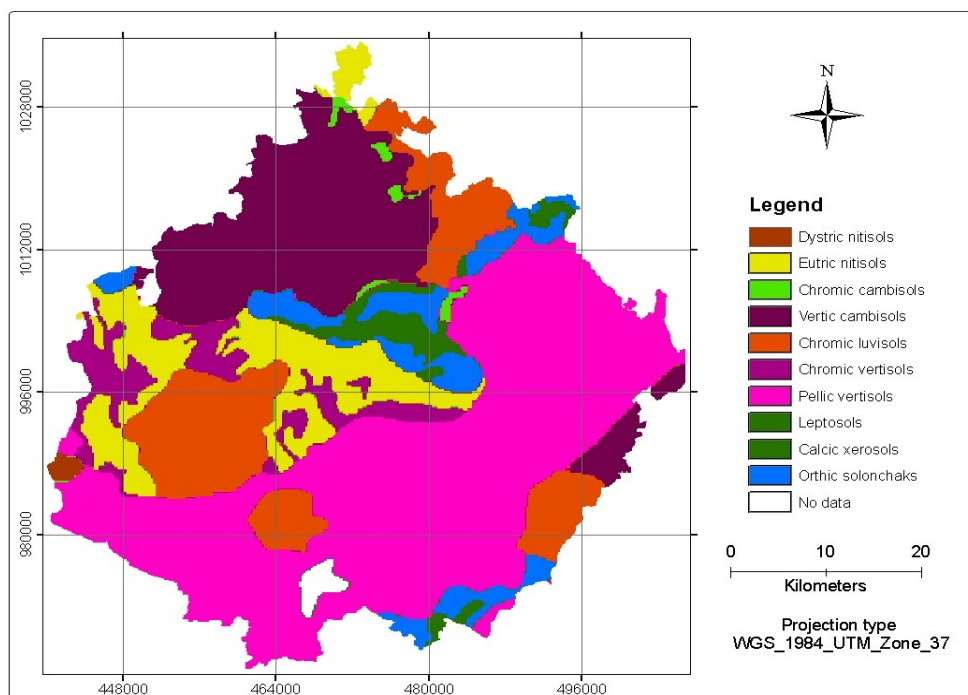 N
1028000
1012000
996000
980000
448000
464000
480000
496000
Legend
Dystric nitisols
Eutric nitisols
Chromic cambisols
Vertic cambisols
Chromic luvisols
Chromic vertisols
Pellic vertisols
Leptosols
Calcic xerosols
Orthic solonchaks
No data
0 10 20
Kilometers
Projection type
WGS_1984_UTM_Zone_37